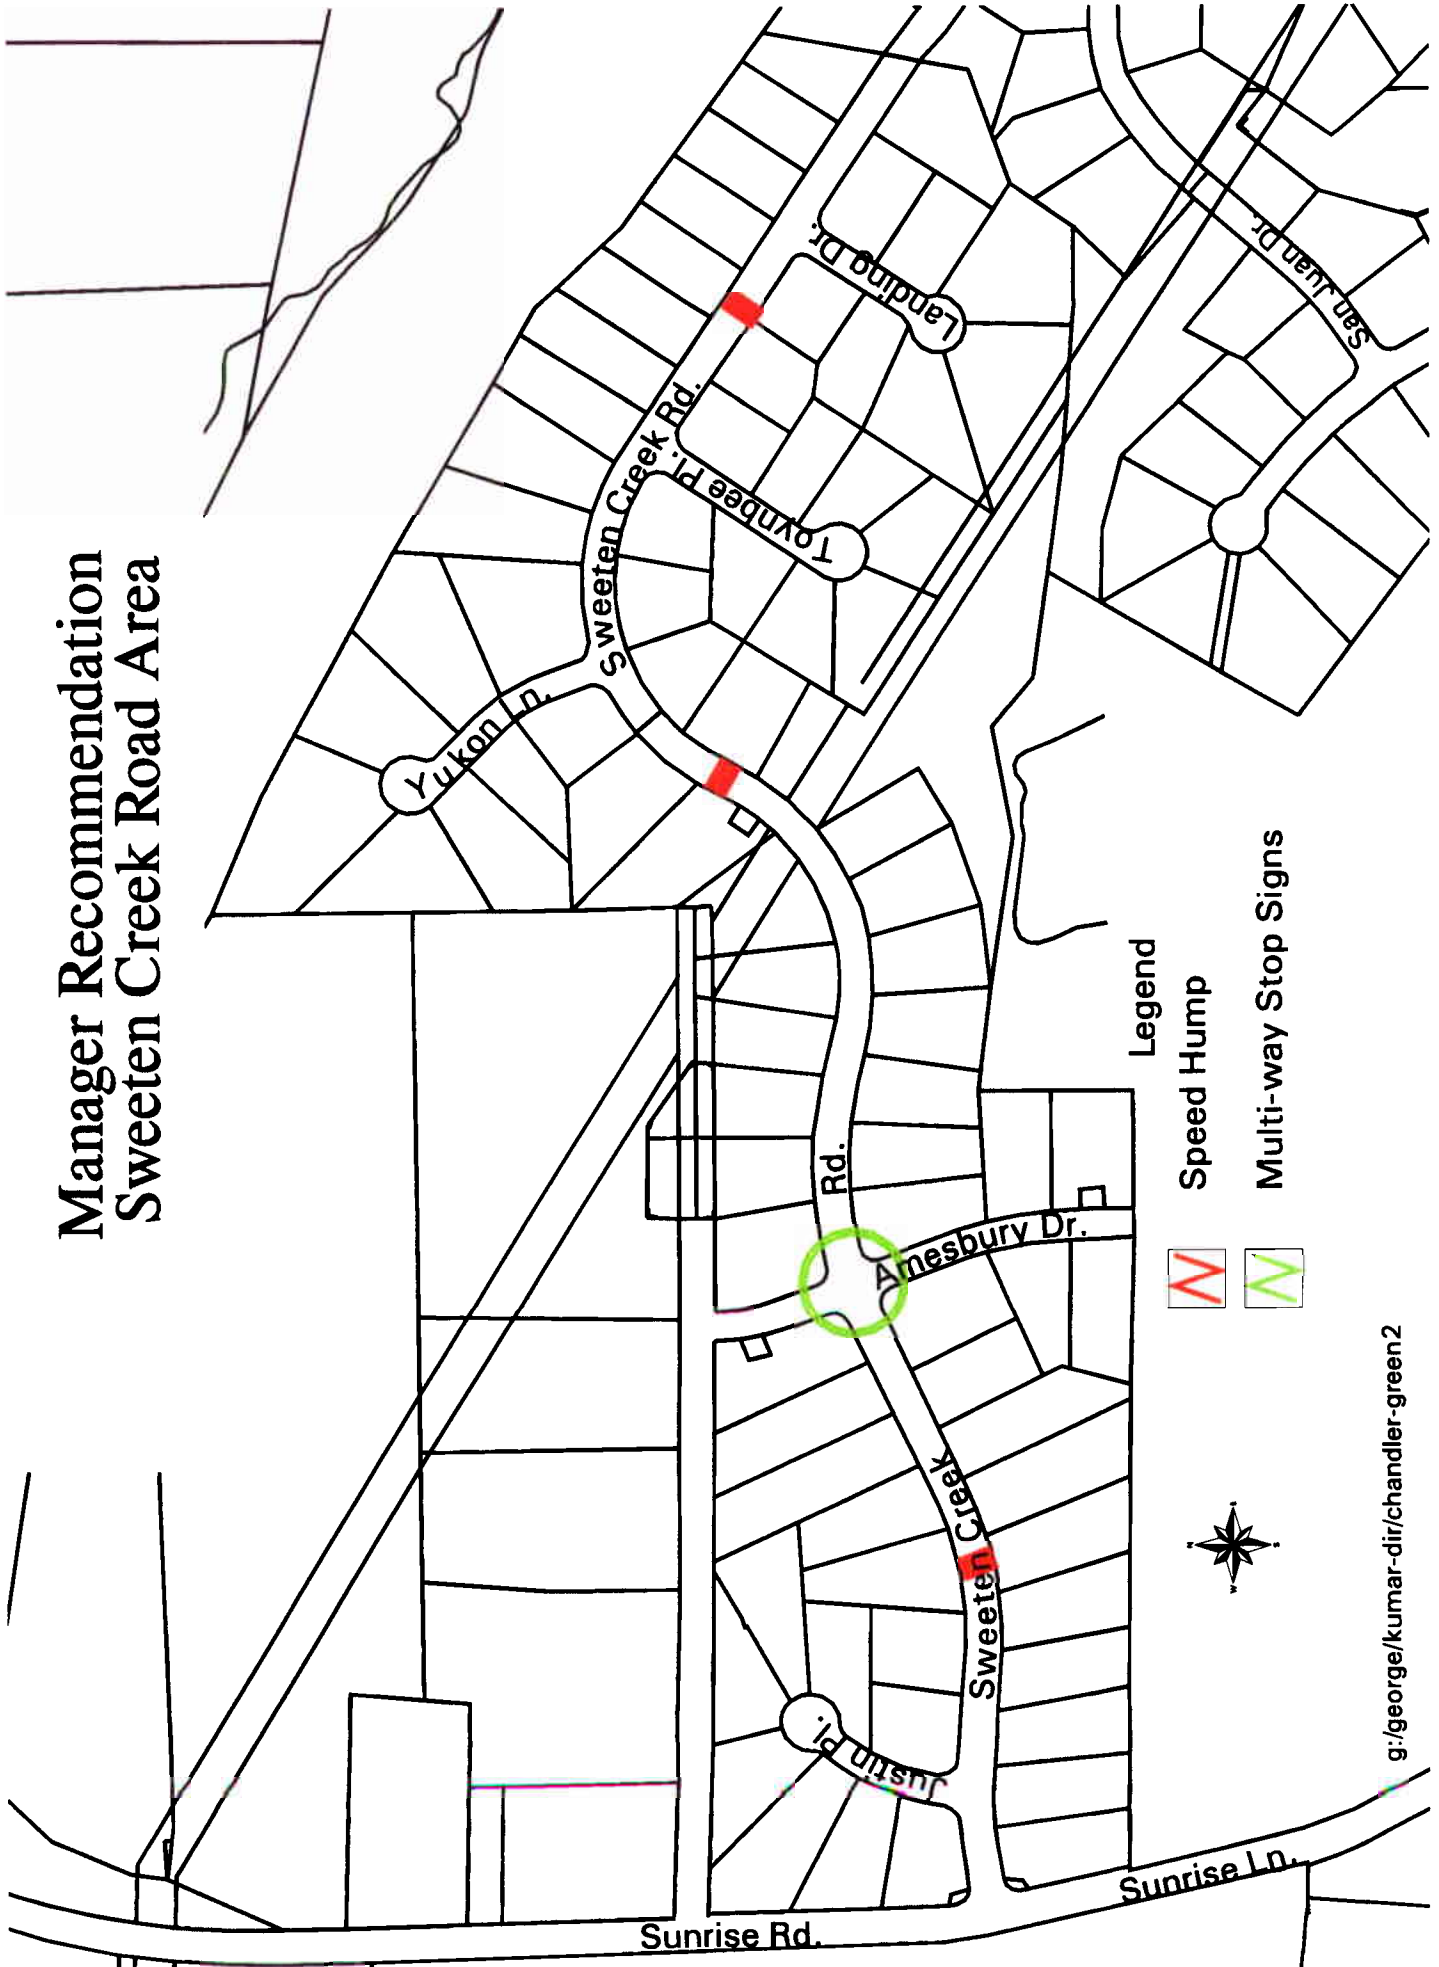 Manager Recommendation
Sweeten Creek Road Area
Yukon Ln.
Sweeten Creek Rd.
Toynbee Pl.
Landing Dr.
San Juan Dr.
Rd.
Amesbury Dr.
Sweeten Creek
Justin Pl.
Sunrise Rd.
Sunrise Ln.
Legend
Speed Hump
Multi-way Stop Signs
W
g:/george/kumar-dir/chandler-green2